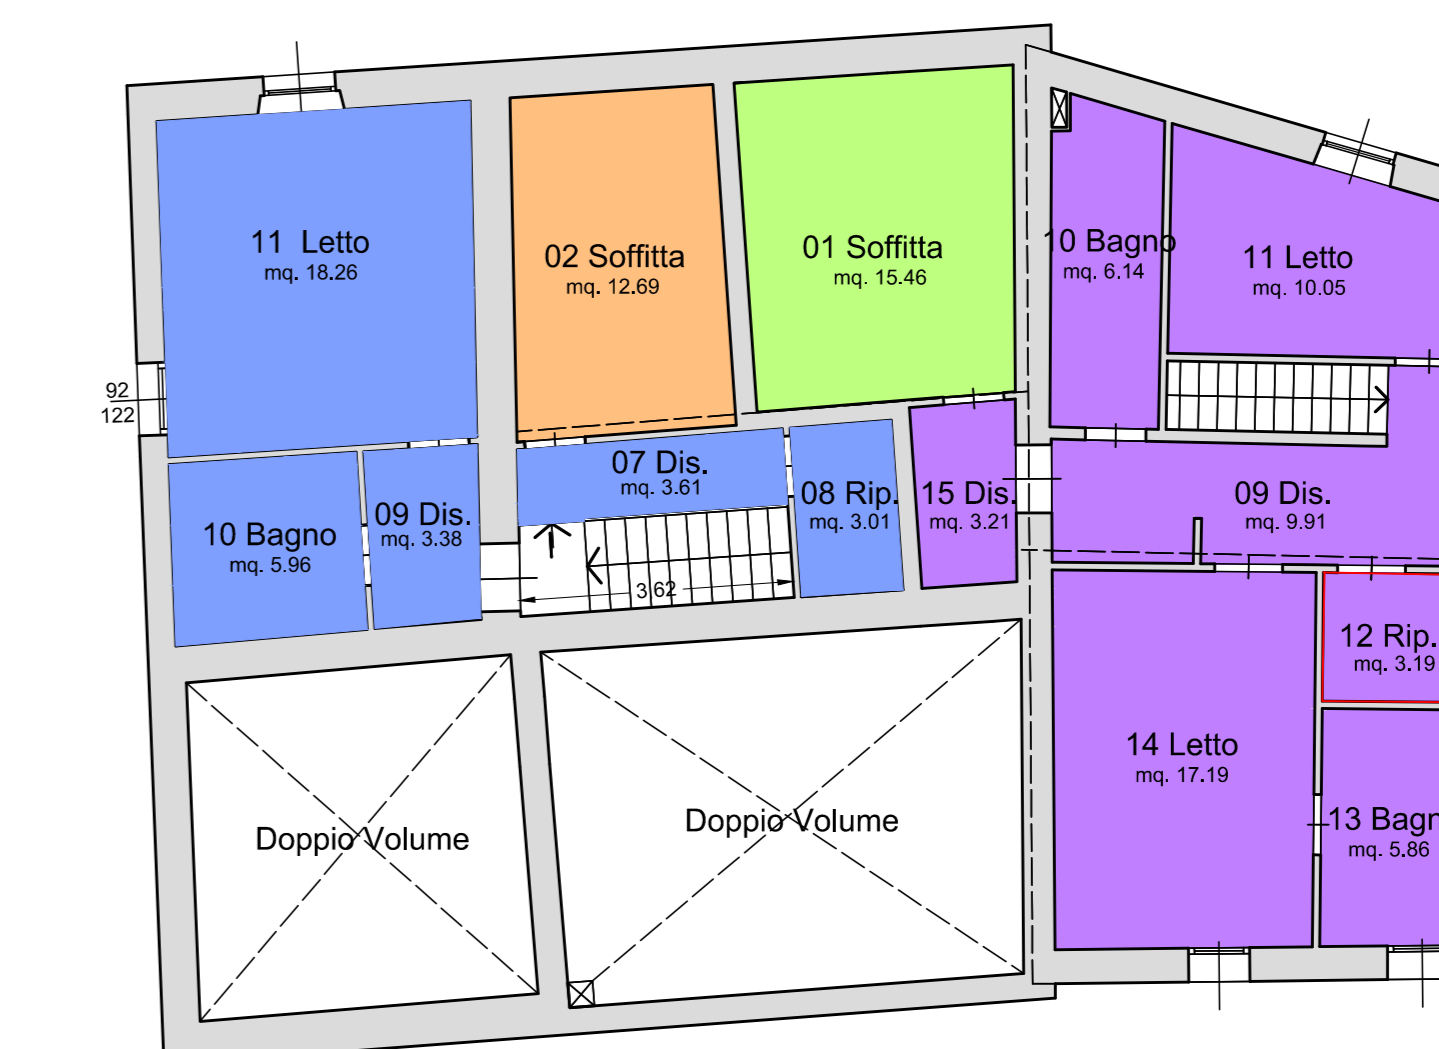 11 Letto
mq. 18.26
02 Soffitta
mq. 12.69
01 Soffitta
mq. 15.46
10 Bagno
mq. 6.14
11 Letto
mq. 10.05
92
122
07 Dis.
mq. 3.61
08 Rip.
mq. 3.01
15 Dis.
mq. 3.21
09 Dis.
mq. 9.91
10 Bagno
mq. 5.96
09 Dis.
mq. 3.38
3.62
12 Rip.
mq. 3.19
14 Letto
mq. 17.19
13 Bagn
mq. 5.86
Doppio Volume
Doppio Volume